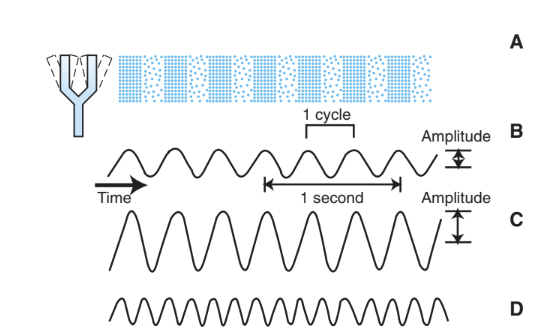 A
1 cycle
Amplitude
B
Time
1 second
Amplitude
C
D